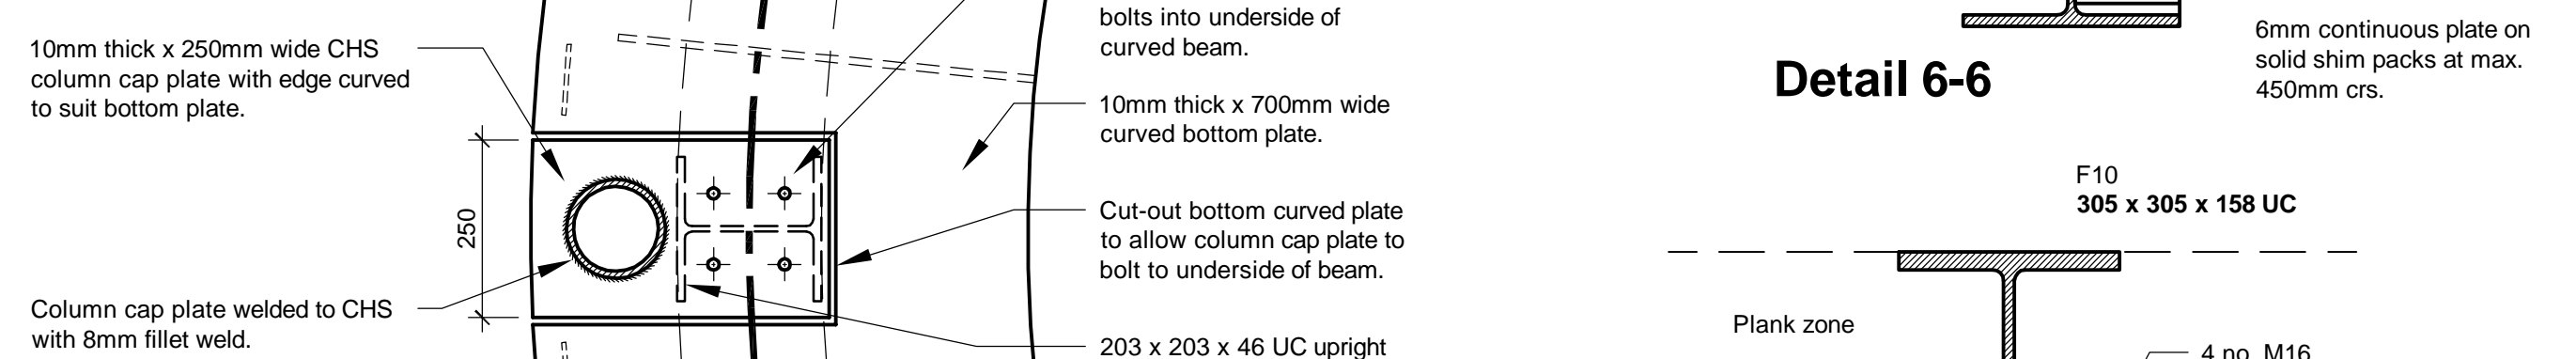 10mm thick x 250mm wide CHS
column cap plate with edge curved
to suit bottom plate.
250
Column cap plate welded to CHS
with 8mm fillet weld.
bolts into underside of
curved beam.
10mm thick x 700mm wide
curved bottom plate.
Cut-out bottom curved plate
to allow column cap plate to
bolt to underside of beam.
203 x 203 x 46 UC upright
Detail 6-6
6mm continuous plate on
solid shim packs at max.
450mm crs.
F10
305 x 305 x 158 UC
Plank zone
4 no. M16